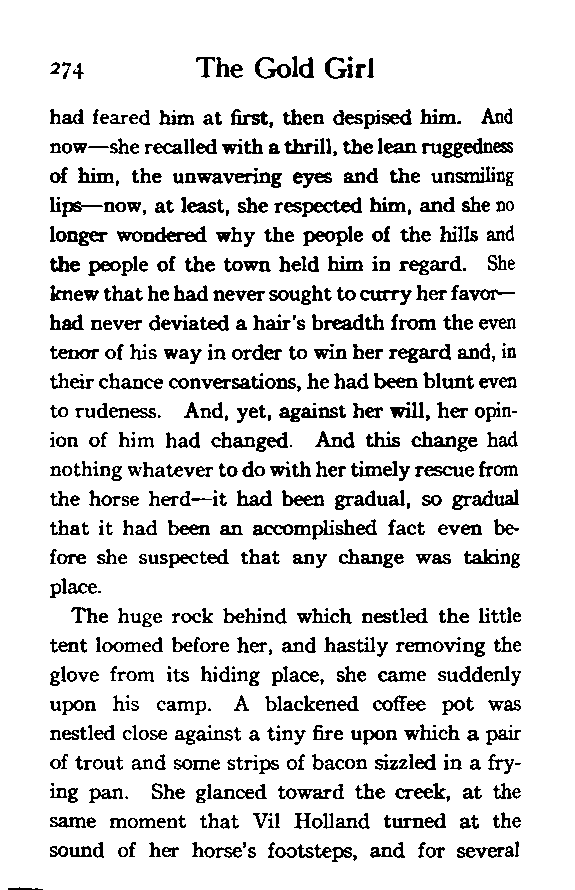 274 The Gold Girl
had feared him at first, then despised him. And
now—she recalled with a thrill, the lean ruggedness
of him, the unwavering eyes and the unsmiling
lips—now, at least, she respected him, and she no
longer wondered why the people of the hills and
the people of the town held him in regard. She
knew that he had never sought to curry her favor—
had never deviated a hair's breadth from the even
tenor of his way in order to win her regard and, in
their chance conversations, he had been blunt even
to rudeness. And, yet, against her will, her opin-
ion of him had changed. And this change had
nothing whatever to do with her timely rescue from
the horse herd—it had been gradual, so gradual
that it had been an accomplished fact even be-
fore she suspected that any change was taking
place.
The huge rock behind which nestled the little
tent loomed before her, and hastily removing the
glove from its hiding place, she came suddenly
upon his camp. A blackened coffee pot was
nestled close against a tiny fire upon which a pair
of trout and some strips of bacon sizzled in a fry-
ing pan. She glanced toward the creek, at the
same moment that Vil Holland turned at the
sound of her horse's footsteps, and for several